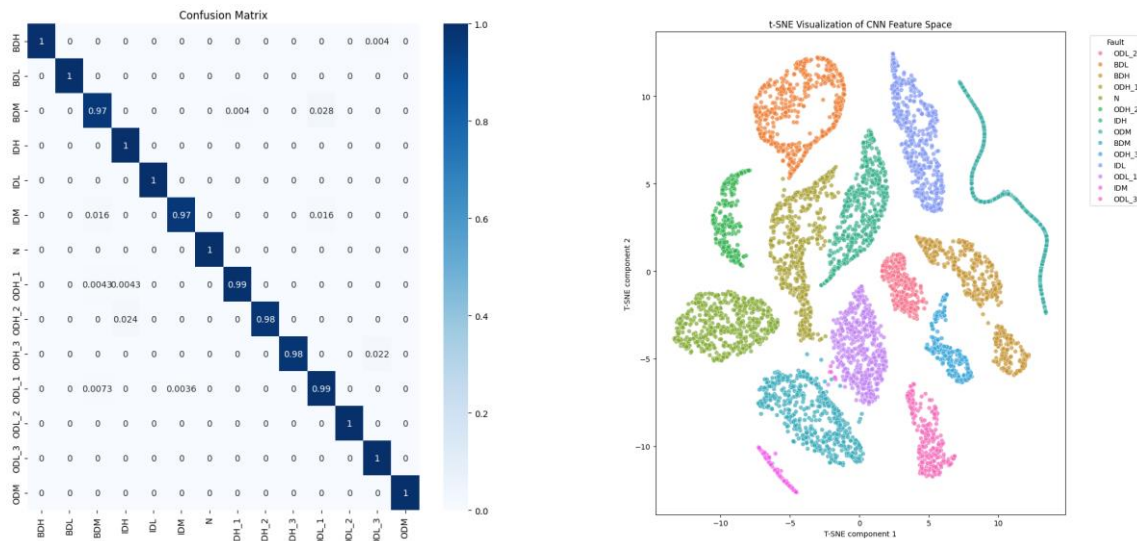 Confusion Matrix
BDH 1 0 0 0 0 0 0 0 0 0 0 0 0.004 0
BDL 0 1 0 0 0 0 0 0 0 0 0 0 0 0
BDM 0 0 0.97 0 0 0 0 0.004 0 0 0.028 0 0 0
IDH 0 0 0 1 0 0 0 0 0 0 0 0 0 0
IDL 0 0 0 0 1 0 0 0 0 0 0 0 0 0
IDM 0 0 0.016 0 0 0.97 0 0 0 0 0.016 0 0 0
N 0 0 0 0 0 0 1 0 0 0 0 0 0 0
ODH_1 0 0 0.0043 0.0043 0 0 0 0.99 0 0 0 0 0 0
ODH_2 0 0 0 0.024 0 0 0 0 0.98 0 0 0 0 0
ODH_3 0 0 0 0 0 0 0 0 0 0.98 0 0 0.022 0
ODL_1 0 0 0.0073 0 0 0.0036 0 0 0 0 0.99 0 0 0
ODL_2 0 0 0 0 0 0 0 0 0 0 0 1 0 0
ODL_3 0 0 0 0 0 0 0 0 0 0 0 0 1 0
ODM 0 0 0 0 0 0 0 0 0 0 0 0 0 1
BDH BDL BDM IDH IDL IDM N DH_1 DH_2 DH_3 DL_1 DL_2 DL_3 ODM
1.0
0.8
0.6
0.4
0.2
0.0
t-SNE Visualization of CNN Feature Space
T-SNE component 2
10
5
0
−5
−10
−10 −5 0 5 10
T-SNE component 1
Fault
ODL_2
BDL
BDH
ODH_1
N
ODH_2
IDH
ODM
BDM
ODH_3
IDL
ODL_1
IDM
ODL_3